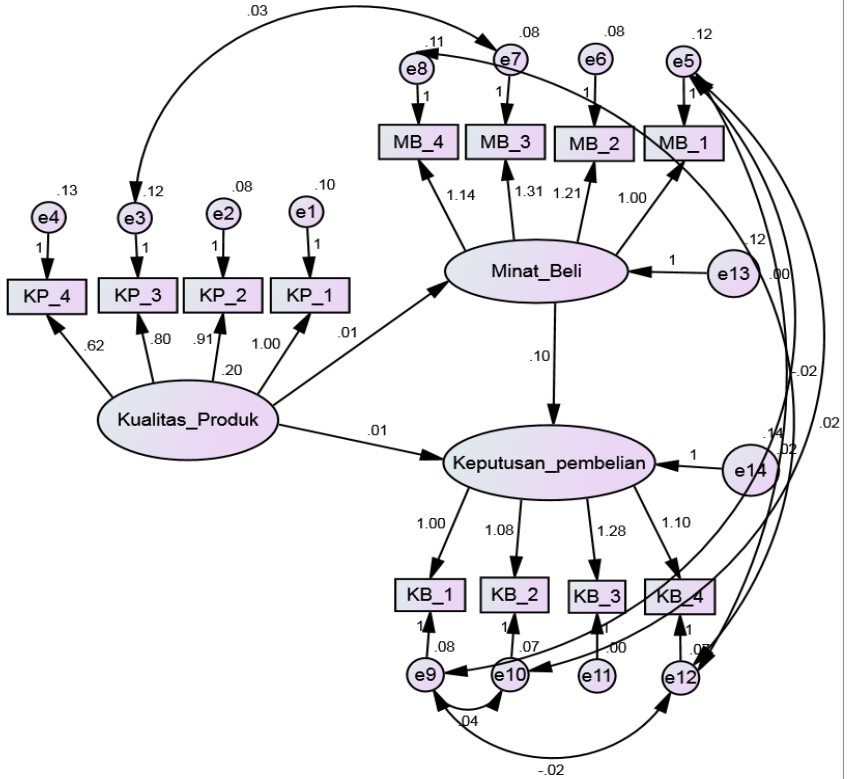 .03
.11
.08
.08
.12
e8
e7
e6
e5
1
1
1
1
MB_4
MB_3
MB_2
MB_1
.13
.12
.08
.10
e4
e3
e2
e1
1
1
1
1
1.14
1.31
1.21
1.00
KP_4
KP_3
KP_2
KP_1
Minat_Beli
1
e13
.12
.00
.62
.80
.91
1.00
.20
.01
.10
-.02
Kualitas_Produk
.01
Keputusan_pembelian
1
e14
.14
.02
.02
1.00
1.08
1.28
1.10
KB_1
KB_2
KB_3
KB_4
1
1
1
1
.08
.07
.00
.07
e9
e10
e11
e12
.04
-.02